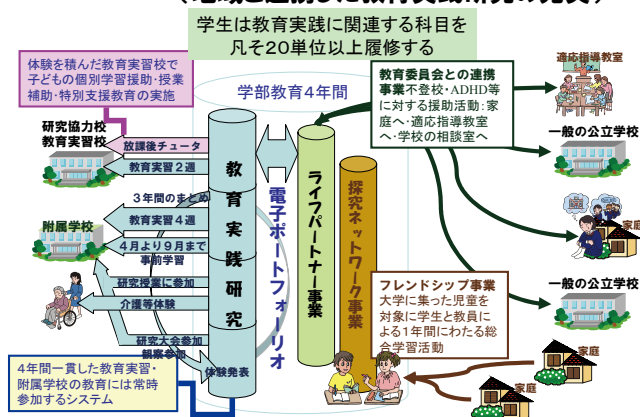 学生は教育実践に関連する科目を
凡そ20単位以上履修する
体験を積んだ教育実習校で
子どもの個別学習援助・授業
補助・特別支援教育の実施
学部教育4年間
教育委員会との連携
事業不登校・ADHD等
に対する援助活動:家
庭へ・適応指導教室
へ・学校の相談室へ
適応指導教室
一般の公立学校
家庭
一般の公立学校
研究協力校
教育実習校
放課後チュータ
教育実習2週
3年間のまとめ
教育実習4週
附属学校
4月より9月まで
事前学習
研究授業に参加
介護等体験
研究大会参加
観察参加
体験発表
教育実践研究
電子ポートフォーリオ
ライフパートナー事業
探究ネットワーク事業
フレンドシップ事業
大学に集った児童を
対象に学生と教員に
よる1年間にわたる総
合学習活動
家庭
家庭
4年間一貫した教育実習・
附属学校の教育には常時
参加するシステム